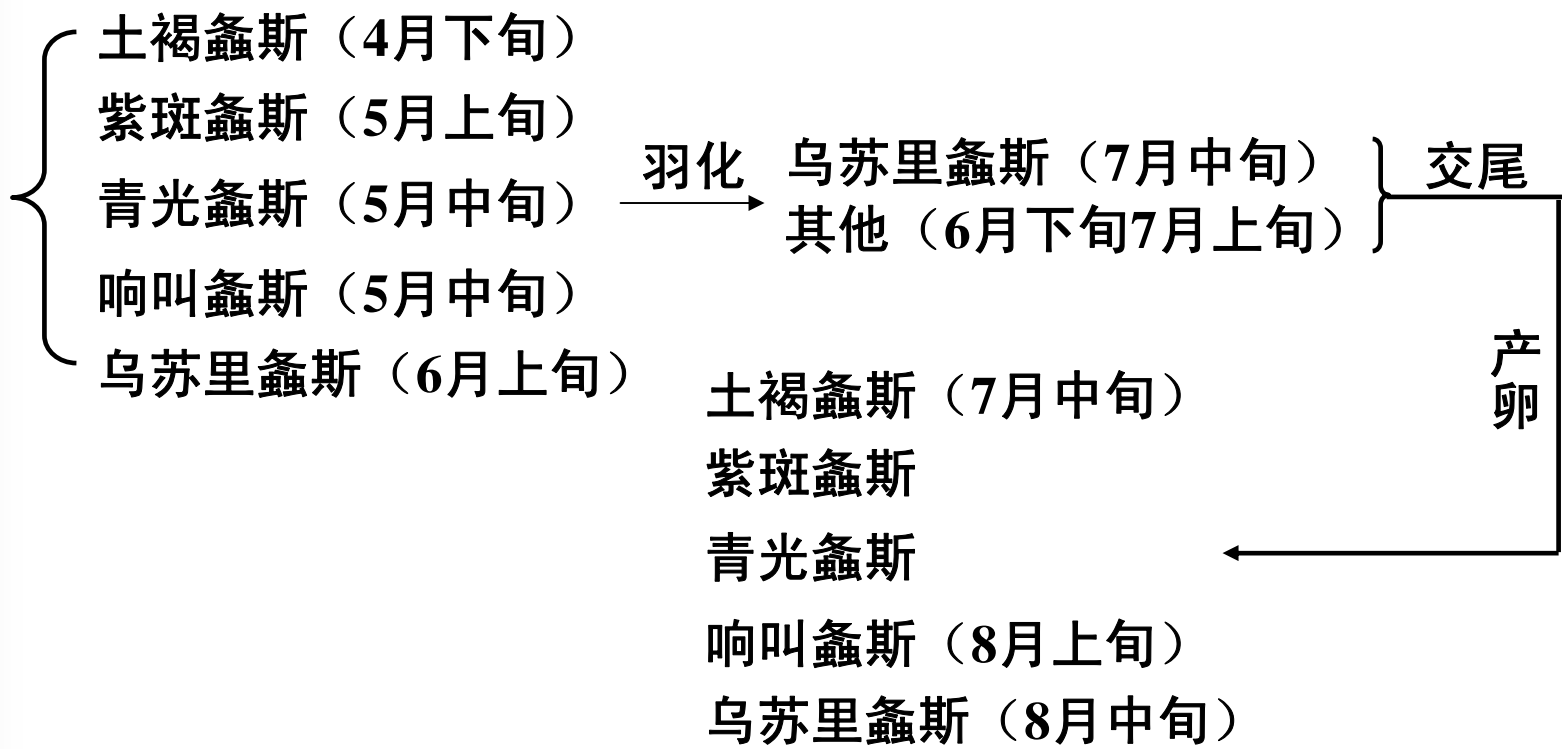 土褐螽斯（4月下旬）
紫斑螽斯（5月上旬）
青光螽斯（5月中旬）
响叫螽斯（5月中旬）
乌苏里螽斯（6月上旬）
羽化
乌苏里螽斯（7月中旬）
其他（6月下旬7月上旬）
交尾
产卵
土褐螽斯（7月中旬）
紫斑螽斯
青光螽斯
响叫螽斯（8月上旬）
乌苏里螽斯（8月中旬）